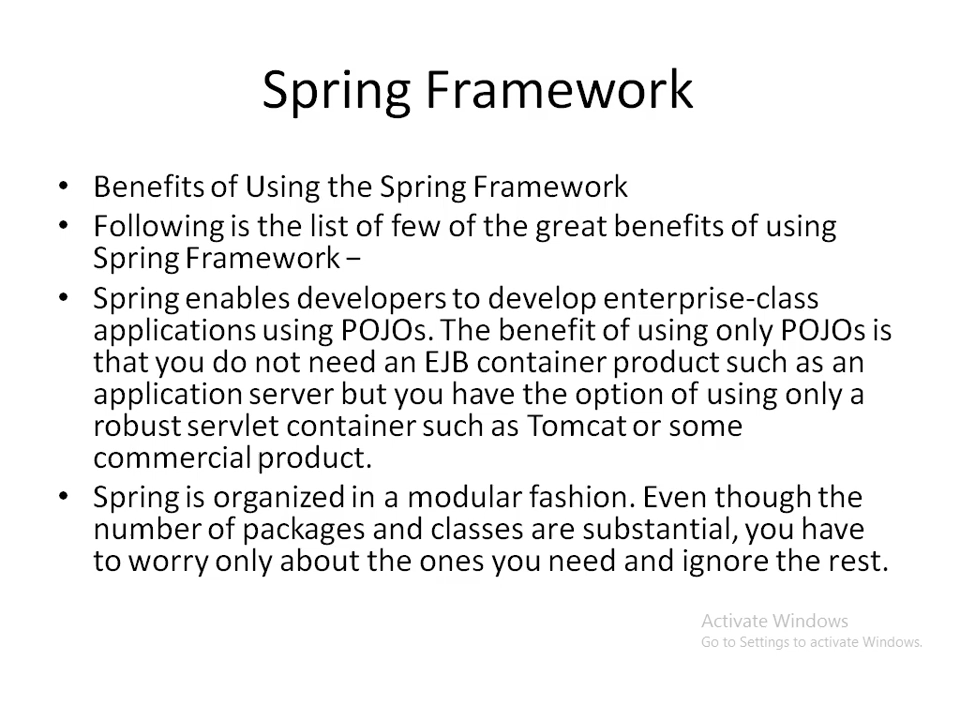 Spring Framework
• Benefits of Using the Spring Framework
• Following is the list of few of the great benefits of using
Spring Framework −
• Spring enables developers to develop enterprise-class
applications using POJOs. The benefit of using only POJOs is
that you do not need an EJB container product such as an
application server but you have the option of using only a
robust servlet container such as Tomcat or some
commercial product.
• Spring is organized in a modular fashion. Even though the
number of packages and classes are substantial, you have
to worry only about the ones you need and ignore the rest.
Activate Windows
Go to Settings to activate Windows.